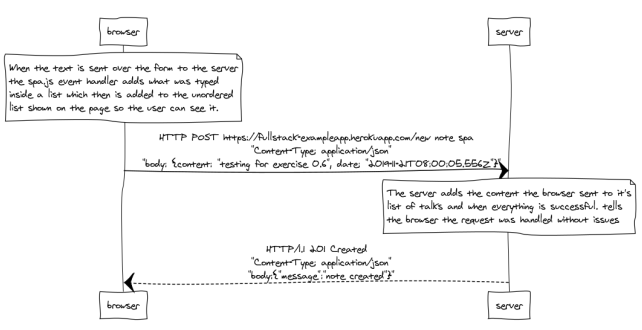 browser
server
When the text is sent over the form to the server
the spa.js event handler adds what was typed
inside a list which then is added to the unordered
list shown on the page so the user can see it.
HTTP POST https://fullstack-exampleapp.herokuapp.com/new_note_spa
"Content-Type: application/json"
"body: {content: "testing for exercise 0.6", date: "2019-11-21T08:00:05.556Z"}"
The server adds the content the browser sent to it's
list of talks and when everything is successful. tells
the browser the request was handled without issues
HTTP/1.1 201 Created
"Content-Type: application/json"
"body:{"message":"note created"}"
browser
server